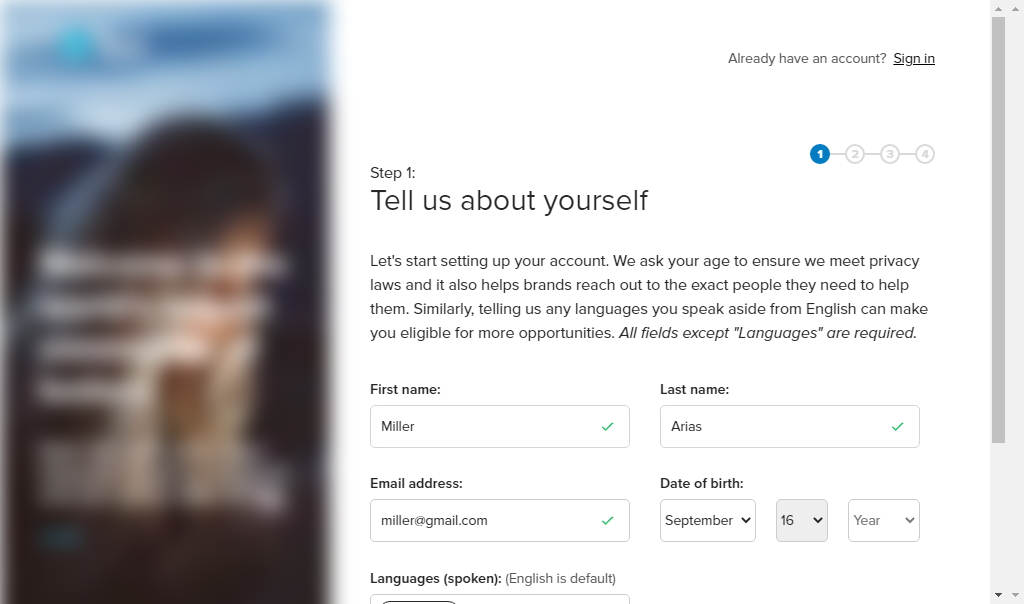 Already have an account? Sign in
1 2 3 4
Step 1:
Tell us about yourself
Let's start setting up your account. We ask your age to ensure we meet privacy
laws and it also helps brands reach out to the exact people they need to help
them. Similarly, telling us any languages you speak aside from English can make
you eligible for more opportunities. All fields except "Languages" are required.
First name: Last name:
Miller Arias
Email address: Date of birth:
miller@gmail.com September 16 Year
Languages (spoken): (English is default)